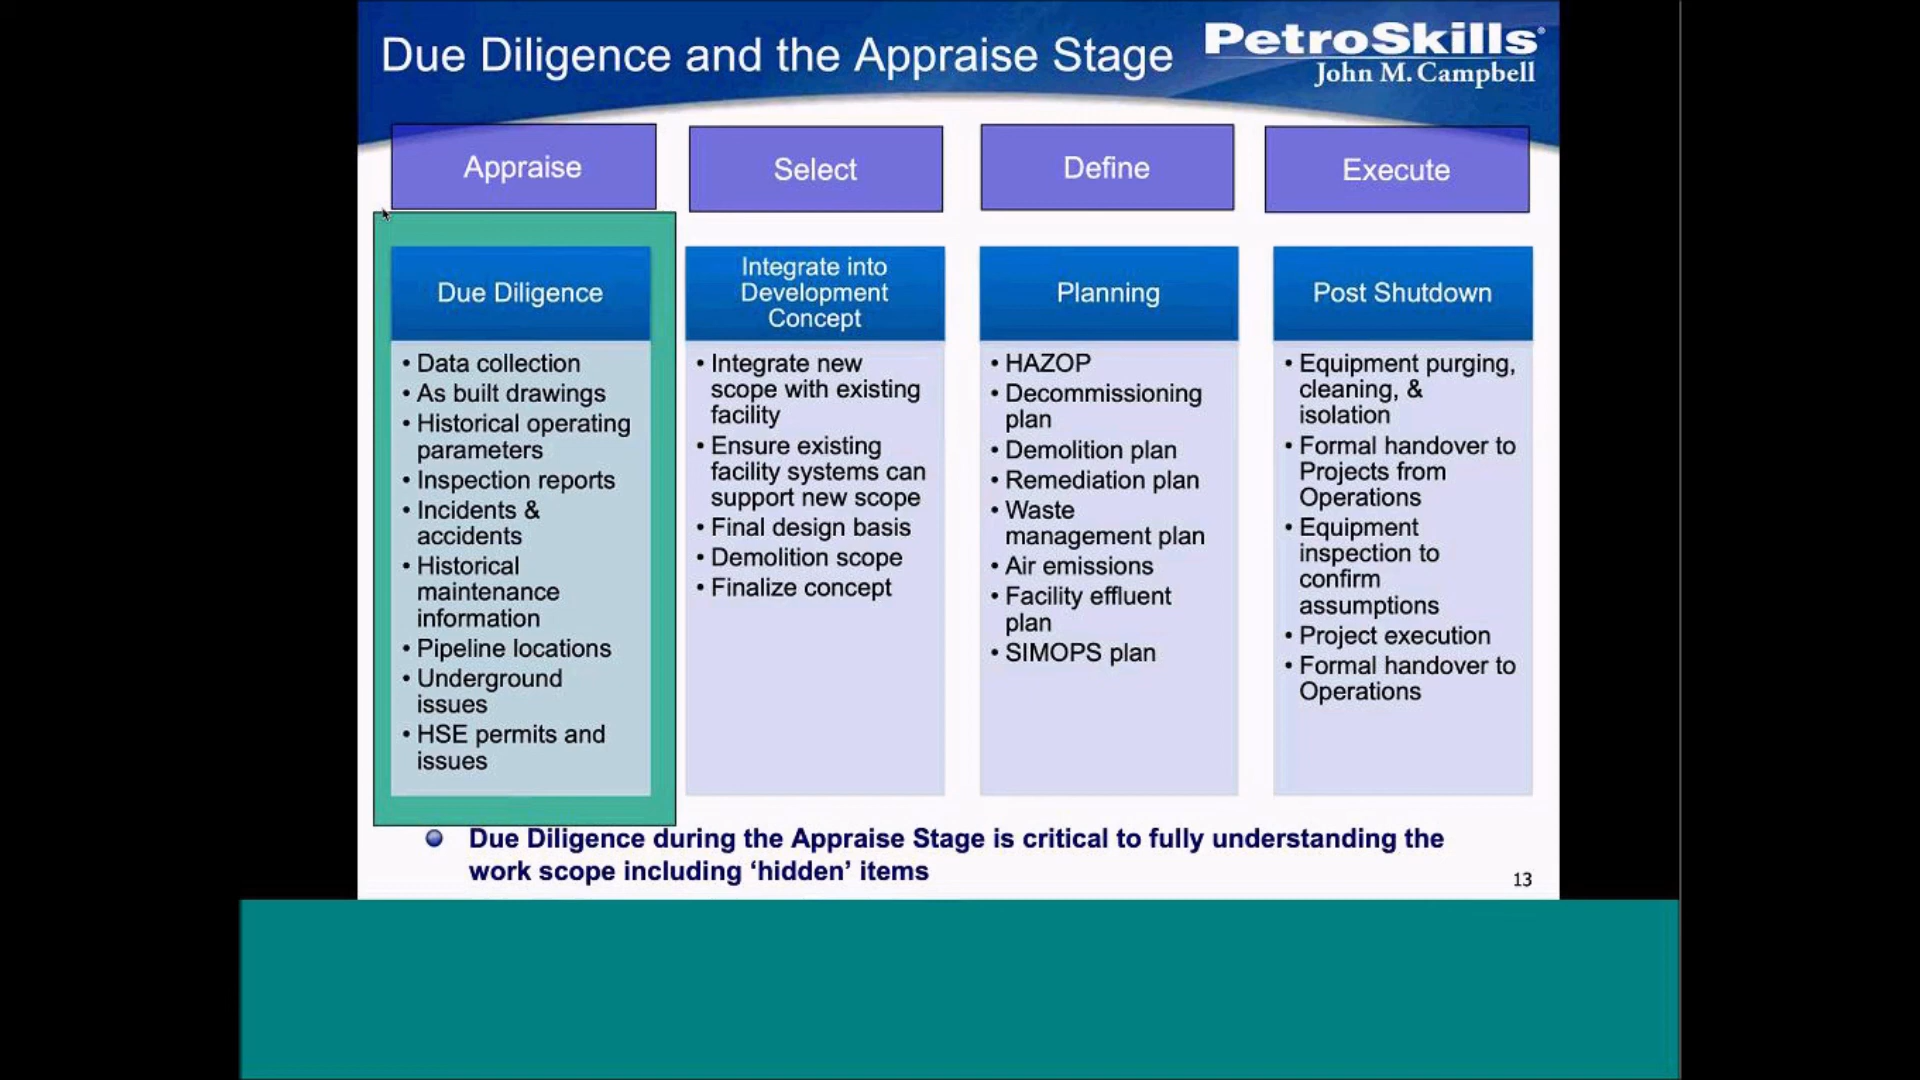 Due Diligence and the Appraise Stage
PetroSkills®
John M. Campbell
Appraise
Select
Define
Execute
Due Diligence
• Data collection
• As built drawings
• Historical operating
parameters
• Inspection reports
• Incidents &
accidents
• Historical
maintenance
information
• Pipeline locations
• Underground
issues
• HSE permits and
issues
Integrate into
Development
Concept
• Integrate new
scope with existing
facility
• Ensure existing
facility systems can
support new scope
• Final design basis
• Demolition scope
• Finalize concept
Planning
• HAZOP
• Decommissioning
plan
• Demolition plan
• Remediation plan
• Waste
management plan
• Air emissions
• Facility effluent
plan
• SIMOPS plan
Post Shutdown
• Equipment purging,
cleaning, &
isolation
• Formal handover to
Projects from
Operations
• Equipment
inspection to
confirm
assumptions
• Project execution
• Formal handover to
Operations
Due Diligence during the Appraise Stage is critical to fully understanding the
work scope including ‘hidden’ items
13